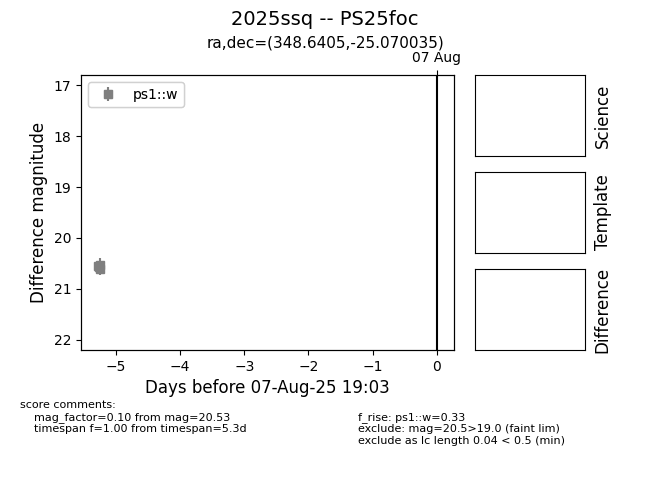 2025ssq -- PS25foc
ra,dec=(348.6405,-25.070035)
07 Aug
ps1::w
17
18
19
20
21
22
Difference magnitude
−5
−4
−3
−2
−1
0
Days before 07-Aug-25 19:03
Science
Template
Difference
score comments:
mag_factor=0.10 from mag=20.53
timespan f=1.00 from timespan=5.3d
f_rise: ps1::w=0.33
exclude: mag=20.5>19.0 (faint lim)
exclude as lc length 0.04 < 0.5 (min)